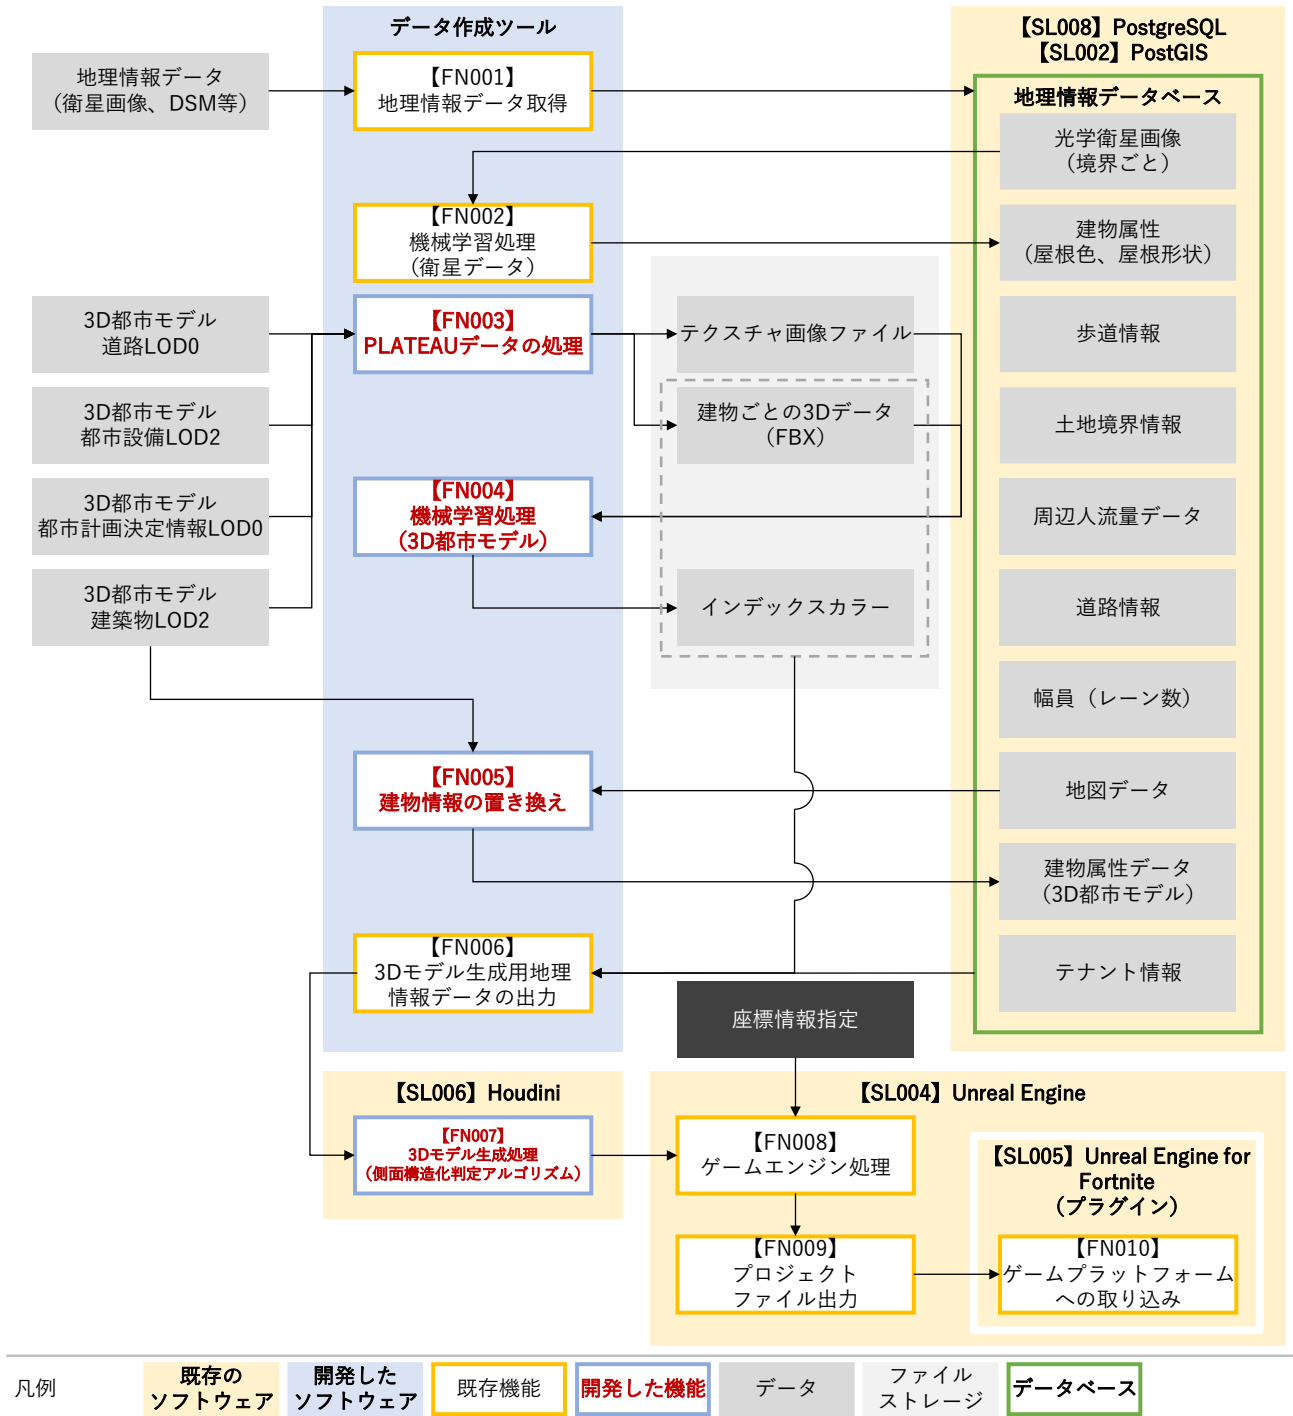 データ作成ツール
【SL008】PostgreSQL
【SL002】PostGIS
地理情報データ
（衛星画像、DSM等）
【FN001】
地理情報データ取得
地理情報データベース
光学衛星画像
（境界ごと）
【FN002】
機械学習処理
（衛星データ）
建物属性
（屋根色、屋根形状）
3D都市モデル
道路LOD0
【FN003】
PLATEAUデータの処理
テクスチャ画像ファイル
歩道情報
3D都市モデル
都市設備LOD2
建物ごとの3Dデータ
（FBX）
土地境界情報
3D都市モデル
都市計画決定情報LOD0
【FN004】
機械学習処理
（3D都市モデル）
周辺人流量データ
3D都市モデル
建築物LOD2
インデックスカラー
道路情報
幅員（レーン数）
【FN005】
建物情報の置き換え
地図データ
建物属性データ
（3D都市モデル）
【FN006】
3Dモデル生成用地理
情報データの出力
テナント情報
座標情報指定
【SL006】Houdini
【SL004】Unreal Engine
【FN007】
3Dモデル生成処理
（側面構造化判定アルゴリズム）
【FN008】
ゲームエンジン処理
【SL005】Unreal Engine for
Fortnite
（プラグイン）
【FN009】
プロジェクト
ファイル出力
【FN010】
ゲームプラットフォーム
への取り込み
凡例
既存の
ソフトウェア
開発した
ソフトウェア
既存機能
開発した機能
データ
ファイル
ストレージ
データベース